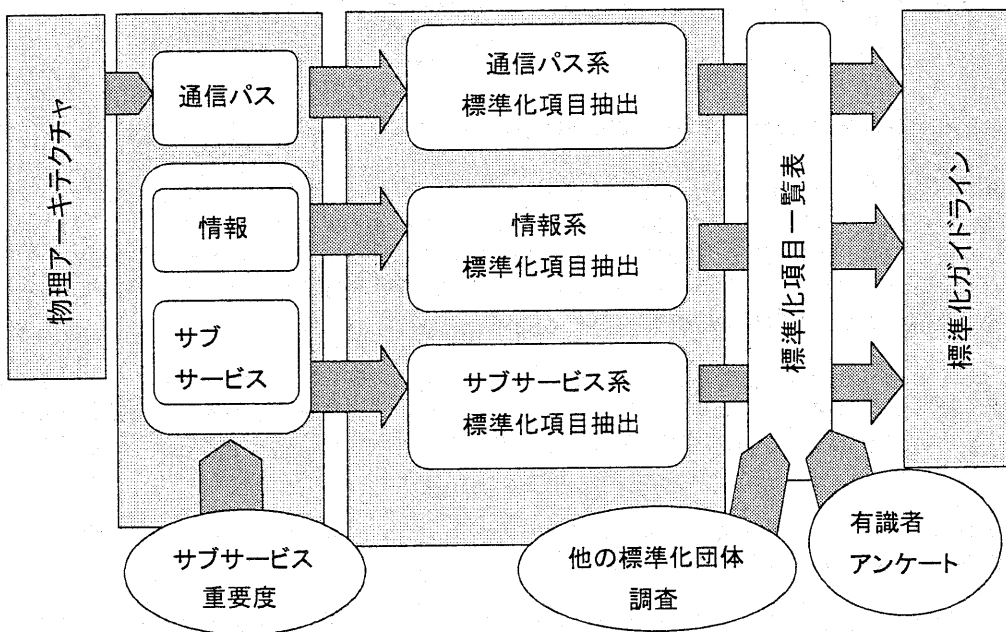 物理アーキテクチャ
通信パス
情報
サブ
サービス
サブサービス
重要度
通信パス系
標準化項目抽出
情報系
標準化項目抽出
サブサービス系
標準化項目抽出
他の標準化団体
調査
標準化項目一覧表
有識者
アンケート
標準化ガイドライン